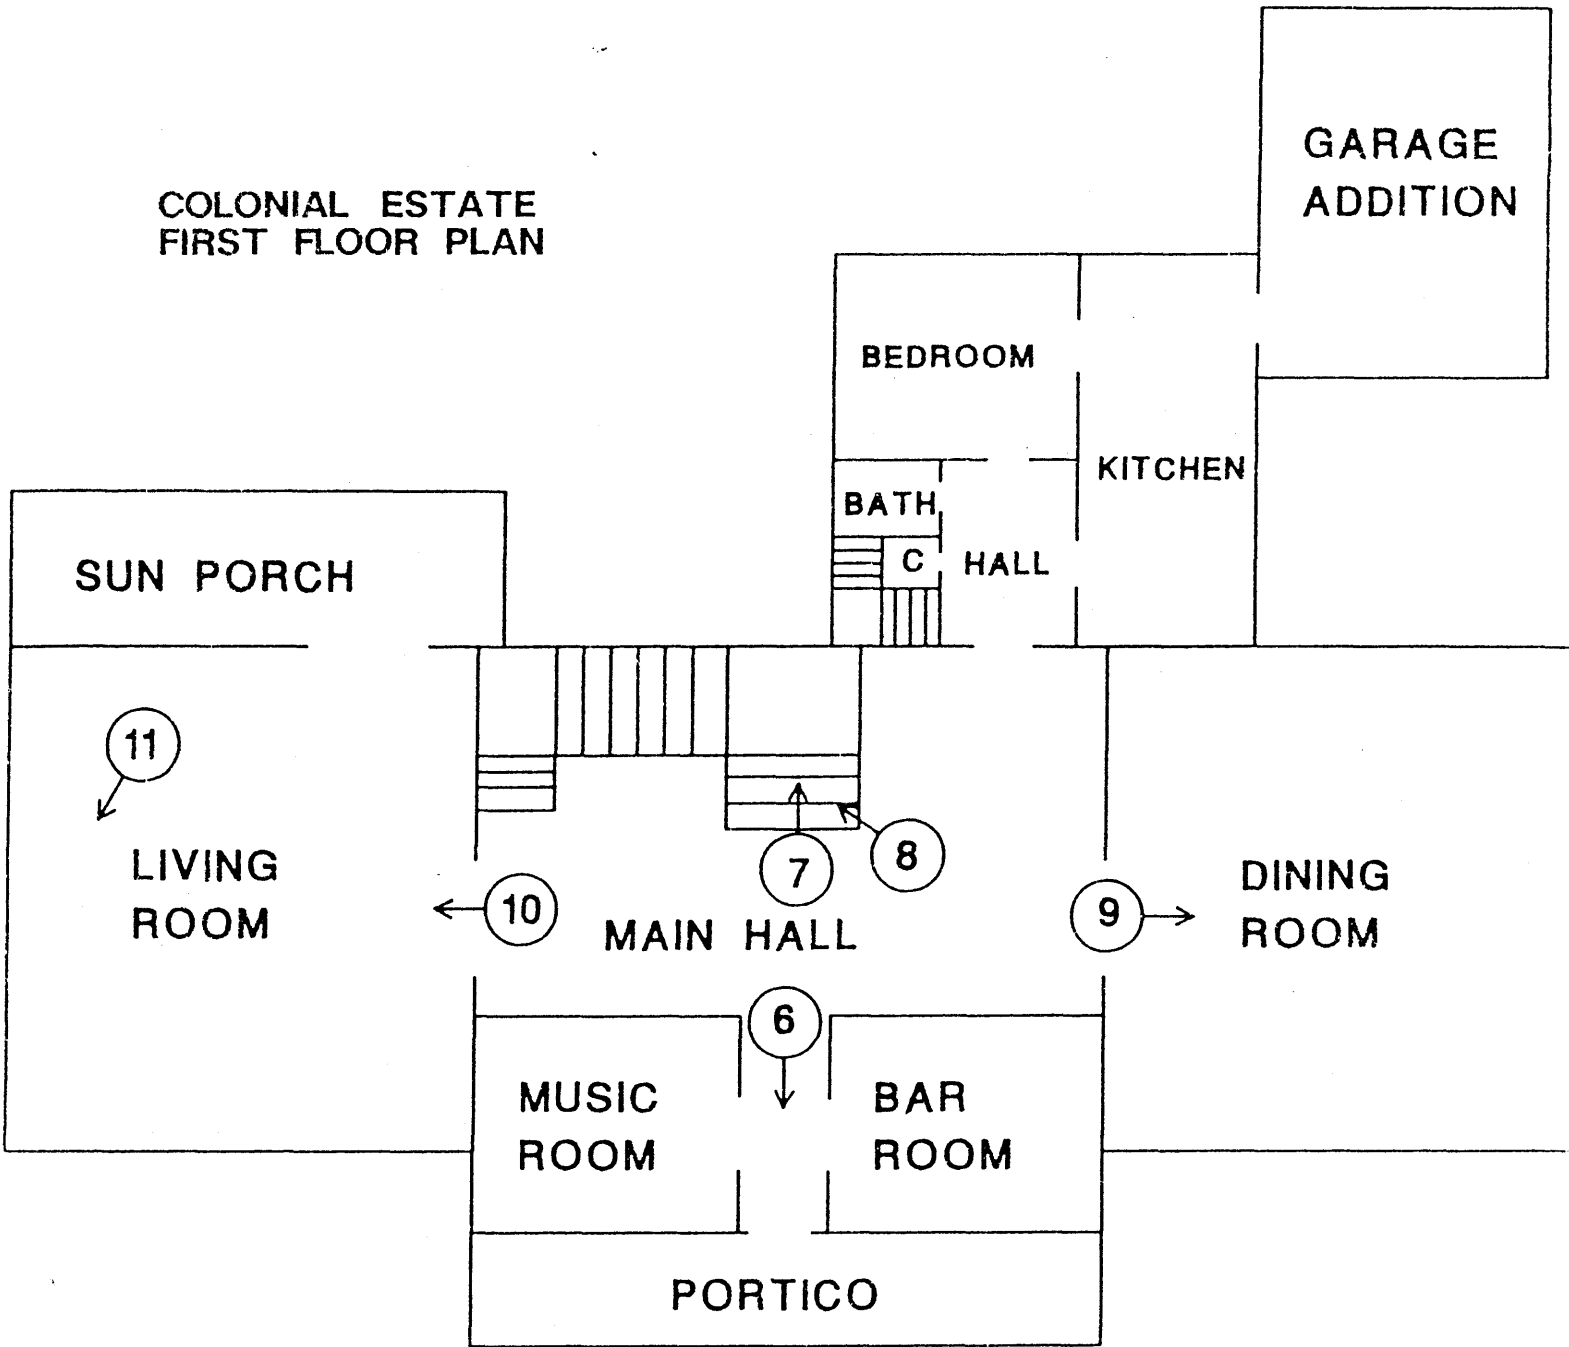 COLONIAL ESTATE
FIRST FLOOR PLAN
GARAGE
ADDITION
BEDROOM
KITCHEN
BATH
C
HALL
SUN PORCH
11
LIVING
ROOM
10
7
8
MAIN HALL
9
DINING
ROOM
6
MUSIC
ROOM
BAR
ROOM
PORTICO